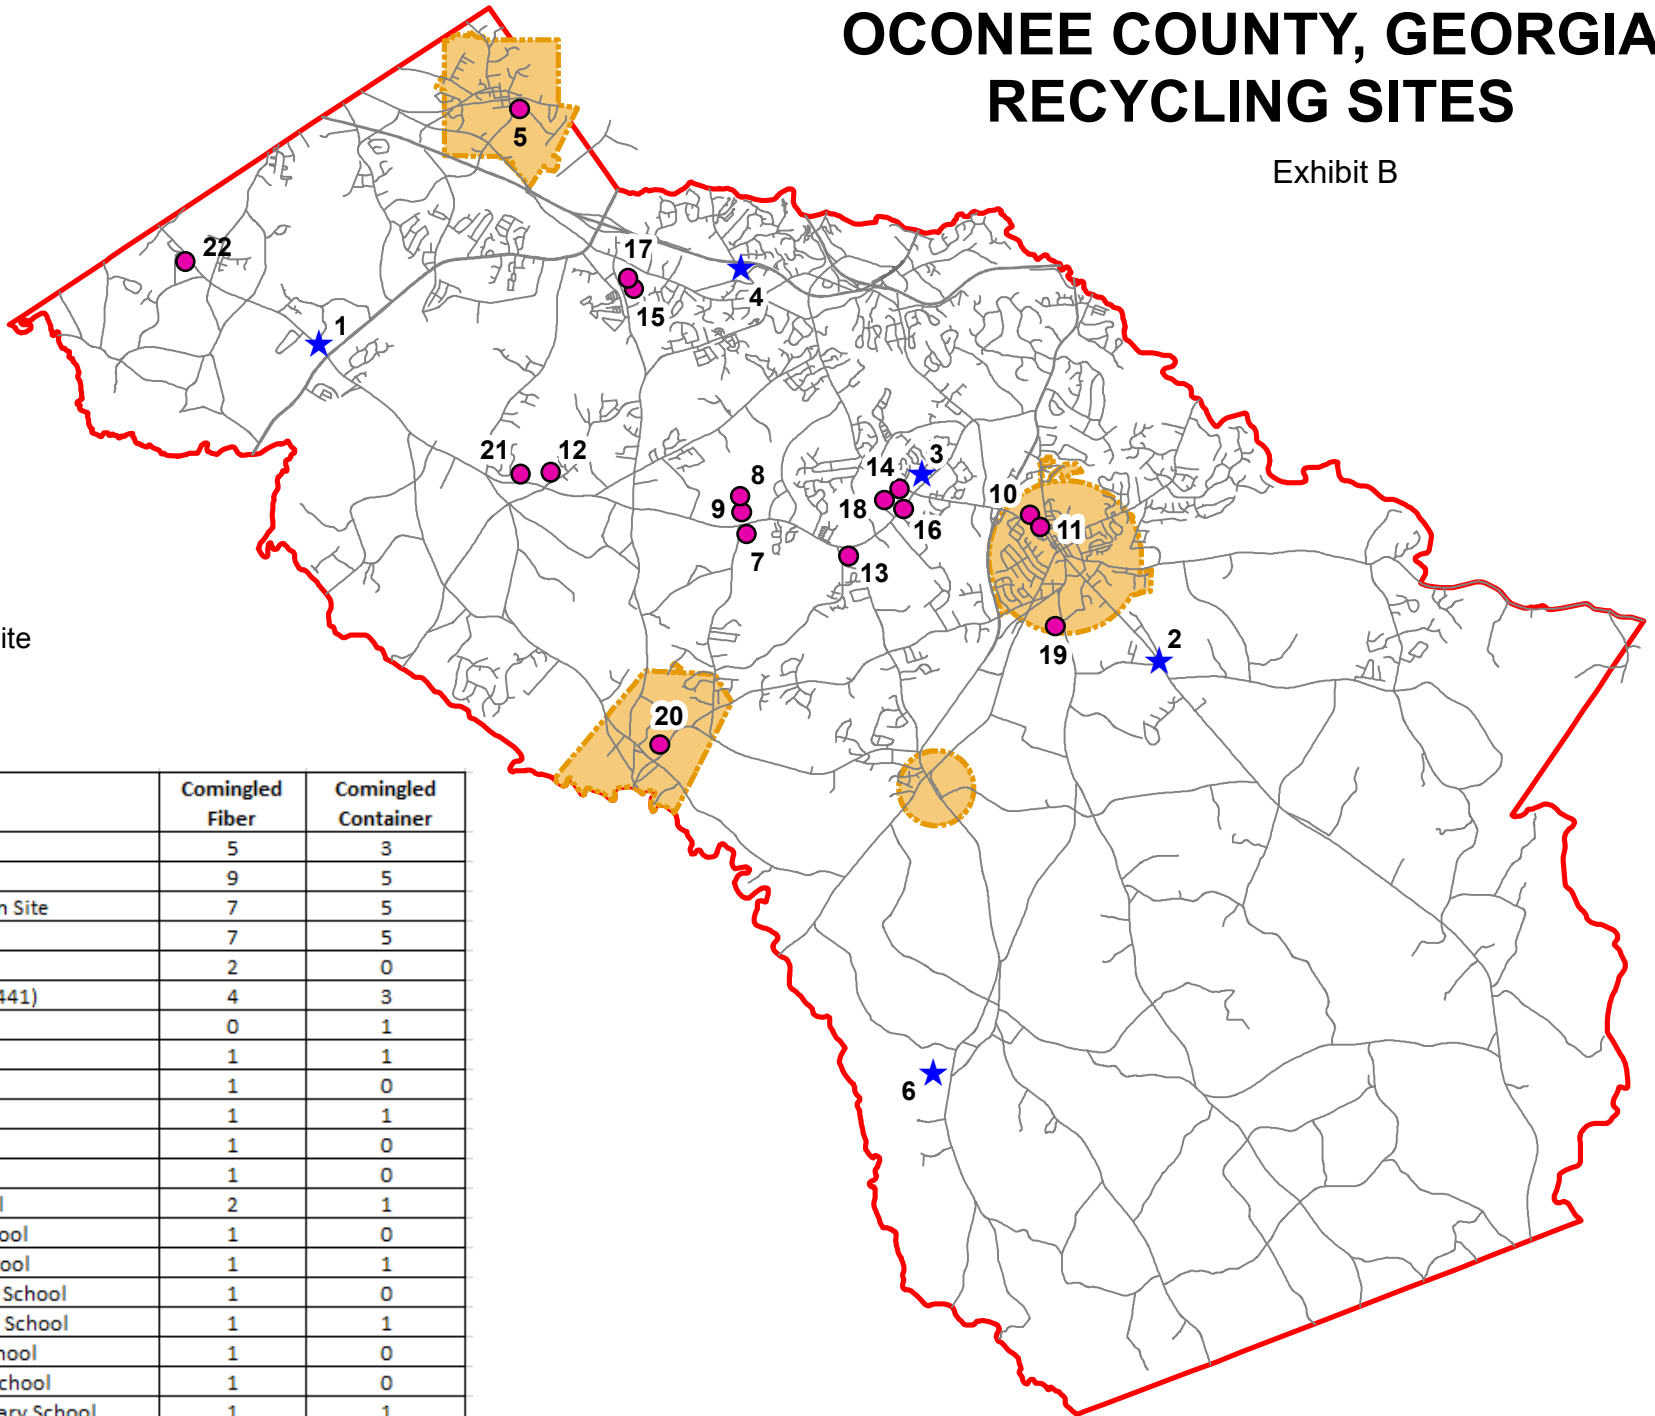 OCONEE COUNTY, GEORGIA
RECYCLING SITES
Exhibit B
5
22
17
4
15
1
21
12
8
9
7
14
3
18
16
13
10
11
19
2
20
6
ite
Comingled Fiber Comingled Container
5 3
9 5
n Site 7 5
7 5
2 0
441) 4 3
0 1
1 1
1 0
1 1
1 0
1 0
l 2 1
ool 1 0
ool 1 1
School 1 0
School 1 1
hool 1 0
chool 1 0
ary School 1 1